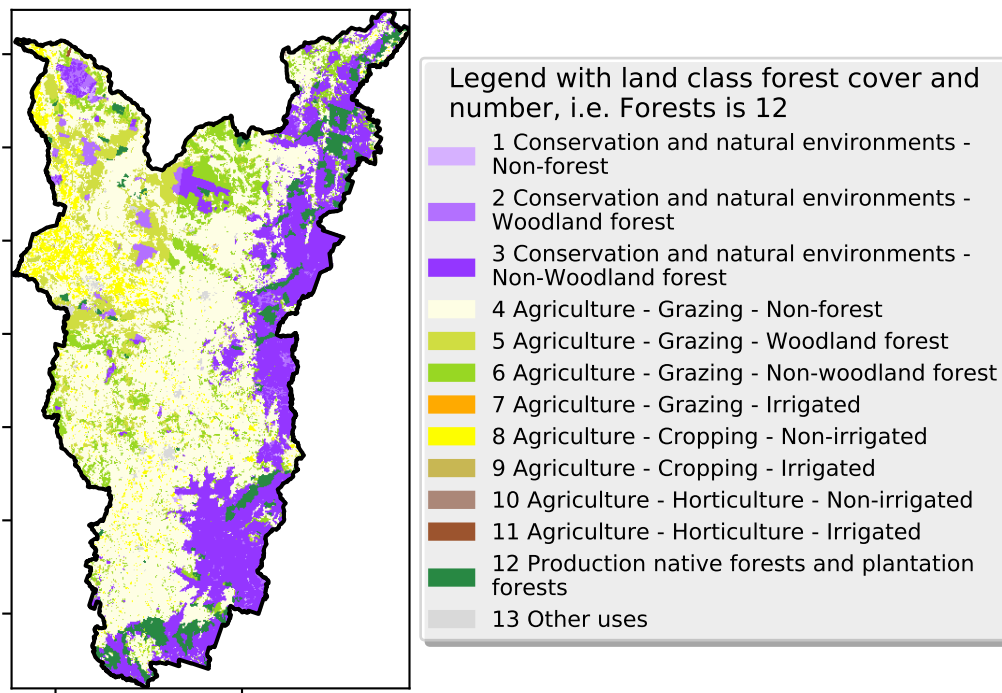 Legend with land class forest cover and
number, i.e. Forests is 12
1 Conservation and natural environments -
Non-forest
2 Conservation and natural environments -
Woodland forest
3 Conservation and natural environments -
Non-Woodland forest
4 Agriculture - Grazing - Non-forest
5 Agriculture - Grazing - Woodland forest
6 Agriculture - Grazing - Non-woodland forest
7 Agriculture - Grazing - Irrigated
8 Agriculture - Cropping - Non-irrigated
9 Agriculture - Cropping - Irrigated
10 Agriculture - Horticulture - Non-irrigated
11 Agriculture - Horticulture - Irrigated
12 Production native forests and plantation
forests
13 Other uses